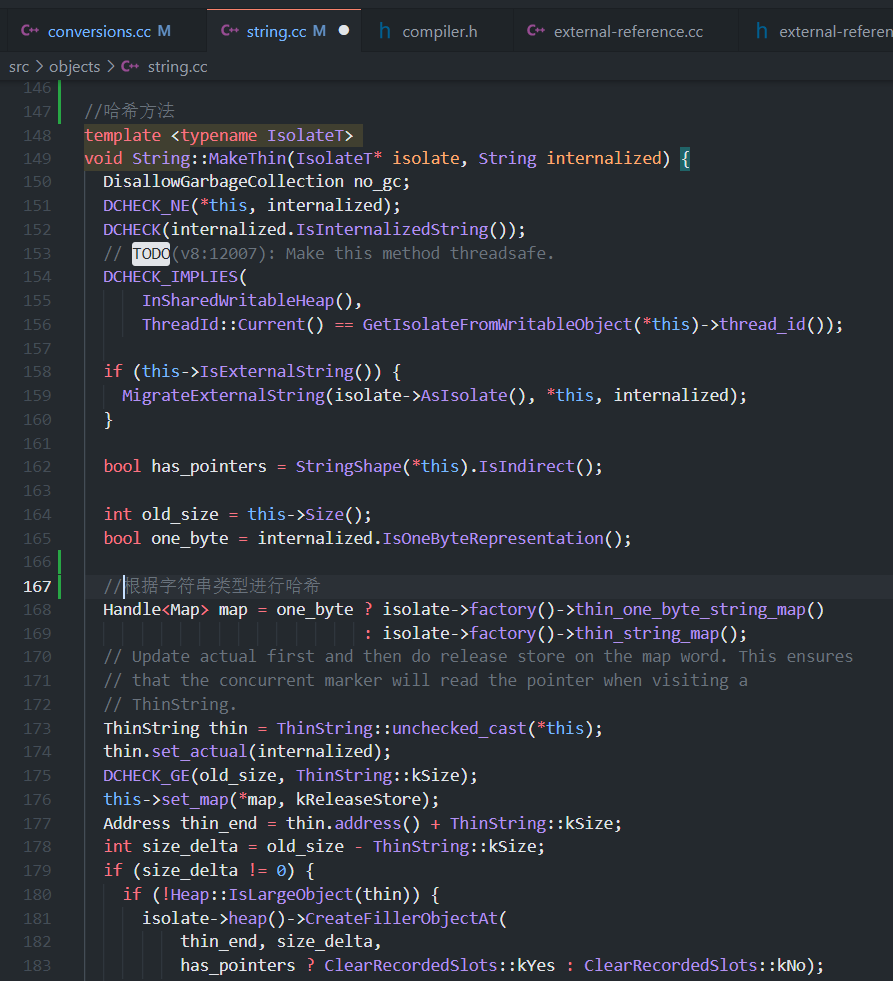 conversions.cc M string.cc M compiler.h external-reference.cc external-referen
src > objects > string.cc
146
147 //哈希方法
148 template <typename IsolateT>
149 void String::MakeThin(IsolateT* isolate, String internalized) {
150 DisallowGarbageCollection no_gc;
151 DCHECK_NE(*this, internalized);
152 DCHECK(internalized.IsInternalizedString());
153 // TODO(v8:12007): Make this method threadsafe.
154 DCHECK_IMPLIES(
155 InSharedWritableHeap(),
156 ThreadId::Current() == GetIsolateFromWritableObject(*this)->thread_id());
157
158 if (this->IsExternalString()) {
159 MigrateExternalString(isolate->AsIsolate(), *this, internalized);
160 }
161
162 bool has_pointers = StringShape(*this).IsIndirect();
163
164 int old_size = this->Size();
165 bool one_byte = internalized.IsOneByteRepresentation();
166
167 //根据字符串类型进行哈希
168 Handle<Map> map = one_byte ? isolate->factory()->thin_one_byte_string_map()
169 : isolate->factory()->thin_string_map();
170 // Update actual first and then do release store on the map word. This ensures
171 // that the concurrent marker will read the pointer when visiting a
172 // ThinString.
173 ThinString thin = ThinString::unchecked_cast(*this);
174 thin.set_actual(internalized);
175 DCHECK_GE(old_size, ThinString::kSize);
176 this->set_map(*map, kReleaseStore);
177 Address thin_end = thin.address() + ThinString::kSize;
178 int size_delta = old_size - ThinString::kSize;
179 if (size_delta != 0) {
180 if (!Heap::IsLargeObject(thin)) {
181 isolate->heap()->CreateFillerObjectAt(
182 thin_end, size_delta,
183 has_pointers ? ClearRecordedSlots::kYes : ClearRecordedSlots::kNo);